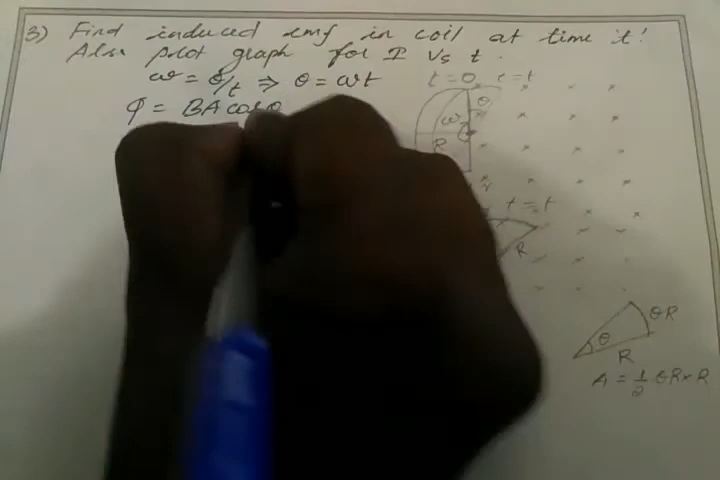 3) Find induced emf in coil at time 't'.
Also plot graph for I Vs t.
ω = θ/t ⇒ θ = ωt
t=0 t=t
φ = BA cosθ
θ
ω
R
t=t
R
θR
θ
R
A = 1/2 θR×R